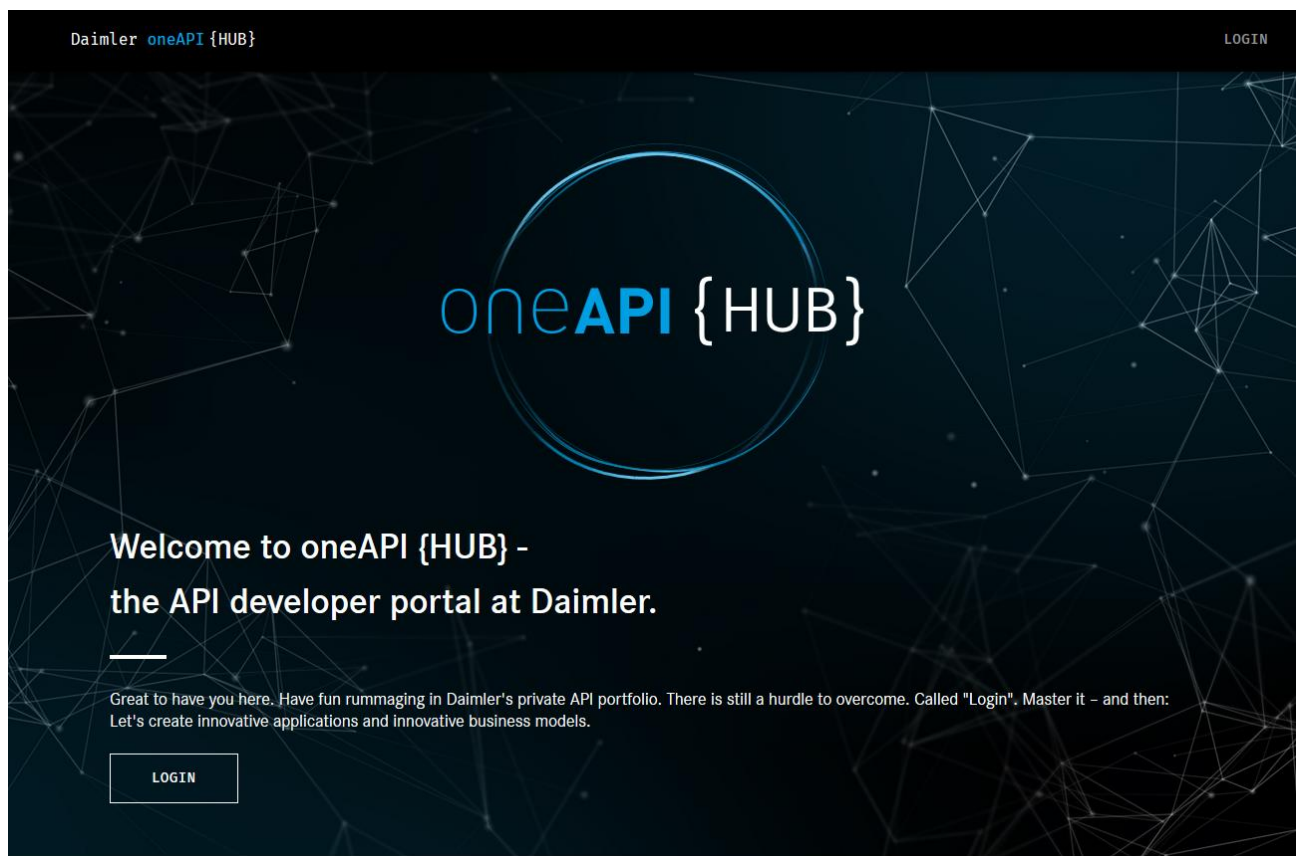 Daimler oneAPI {HUB}
LOGIN
oneAPI {HUB}
Welcome to oneAPI {HUB} -
the API developer portal at Daimler.
Great to have you here. Have fun rummaging in Daimler's private API portfolio. There is still a hurdle to overcome. Called "Login". Master it – and then:
Let's create innovative applications and innovative business models.
LOGIN